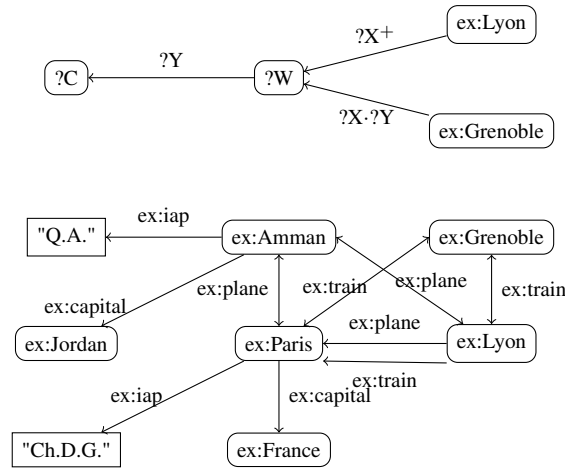 ex:Lyon
?X+
?Y
?C
?W
?X·?Y
ex:Grenoble
ex:iap
"Q.A."
ex:Amman
ex:Grenoble
ex:plane
ex:train
ex:plane
ex:train
ex:capital
ex:plane
ex:Jordan
ex:Paris
ex:Lyon
ex:train
ex:iap
ex:capital
"Ch.D.G."
ex:France